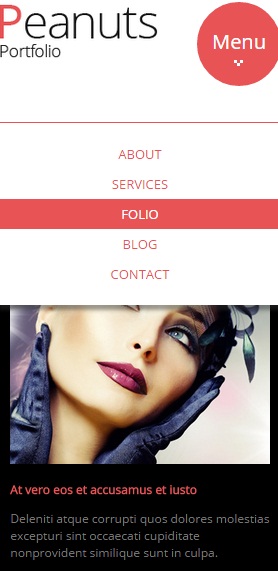 Peanuts
Portfolio
Menu
ABOUT
SERVICES
FOLIO
BLOG
CONTACT
At vero eos et accusamus et iusto
Deleniti atque corrupti quos dolores molestias
excepturi sint occaecati cupiditate
nonprovident similique sunt in culpa.